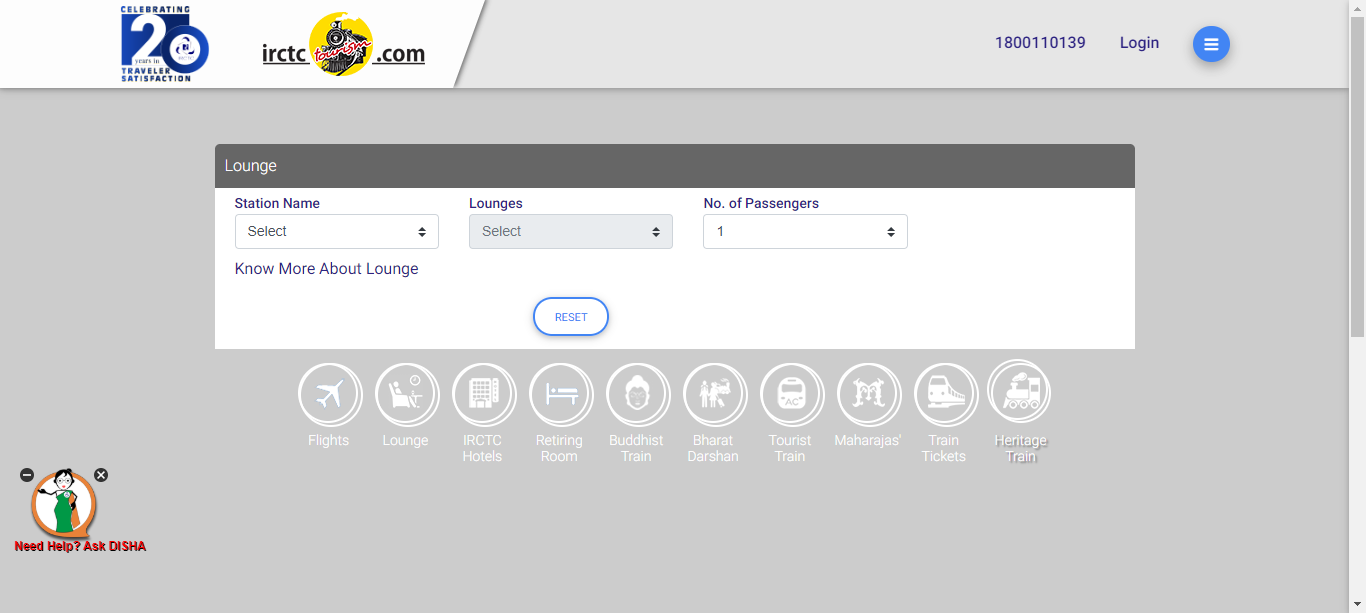 CELEBRATING
20
years in
TRAVELER
SATISFACTION
irctc tourism .com
1800110139
Login
Lounge
Station Name
Lounges
No. of Passengers
Select
Select
1
Know More About Lounge
RESET
Flights
Lounge
IRCTC
Hotels
Retiring
Room
Buddhist
Train
Bharat
Darshan
AC
Tourist
Train
Maharajas'
Train
Tickets
Heritage
Train
Need Help? Ask DISHA